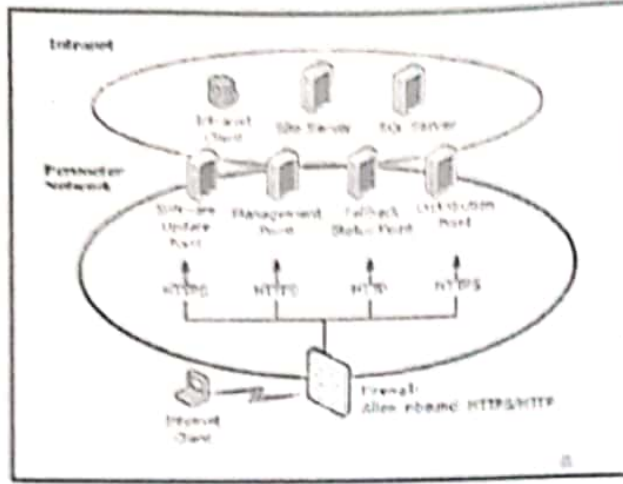 Intranet
Intranet
Client
Site Server
SQL Server
Perimeter
Network
Software
Update
Point
Management
Point
Fallback
Status Point
Distribution
Point
HTTPS
HTTPS
HTTP
HTTPS
Firewall:
Allow inbound HTTPS/HTTP
Internet
Client